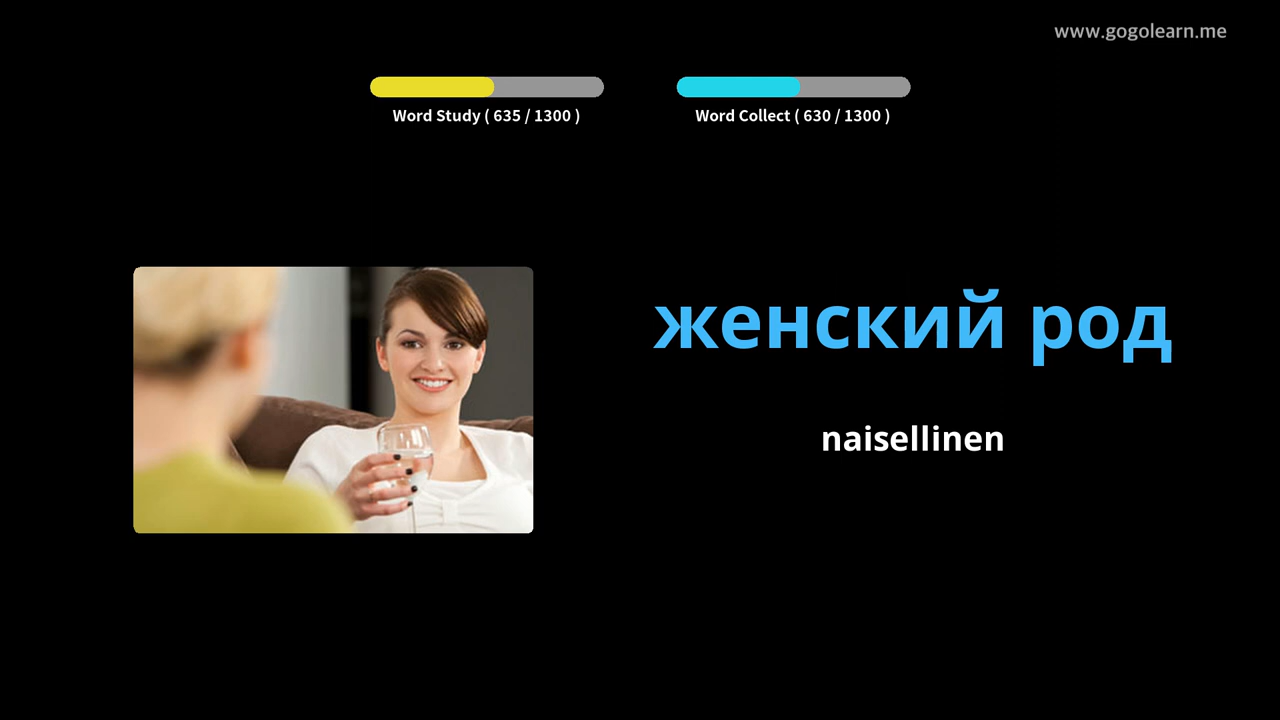 www.gogolearn.me
Word Study ( 635 / 1300 )
Word Collect ( 630 / 1300 )
женский род
naisellinen